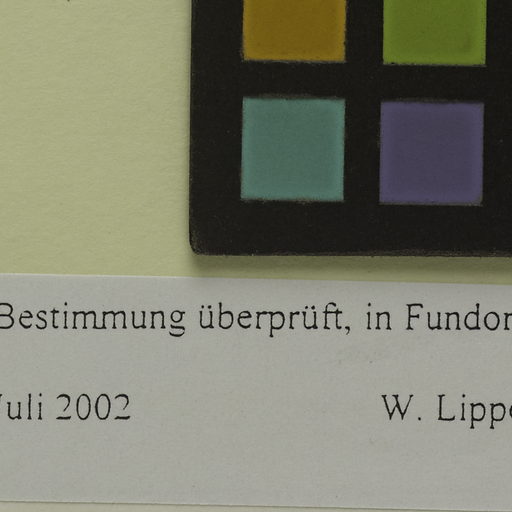 Bestimmung überprüft, in Fundor
Juli 2002 W. Lipp